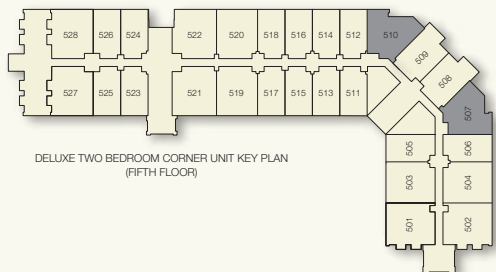 528 526 524 522 520 518 516 514 512 510
509
508
527 525 523 521 519 517 515 513 511
507
505 506
503 504
501 502
DELUXE TWO BEDROOM CORNER UNIT KEY PLAN
(FIFTH FLOOR)